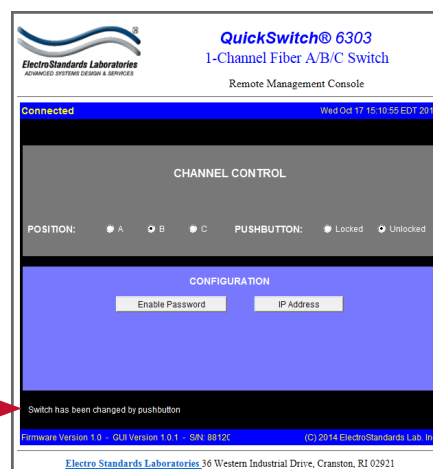 QuickSwitch® 6303
1-Channel Fiber A/B/C Switch
ElectroStandards Laboratories
ADVANCED SYSTEMS DESIGN & SERVICES
Remote Management Console
Connected Wed Oct 17 15:10:55 EDT 201
CHANNEL CONTROL
POSITION: A B C PUSHBUTTON: Locked Unlocked
CONFIGURATION
Enable Password IP Address
Switch has been changed by pushbutton
Firmware Version 1.0 - GUI Version 1.0.1 - S/N: 88120 (C) 2014 ElectroStandards Lab. In
Electro Standards Laboratories 36 Western Industrial Drive, Cranston, RI 02921